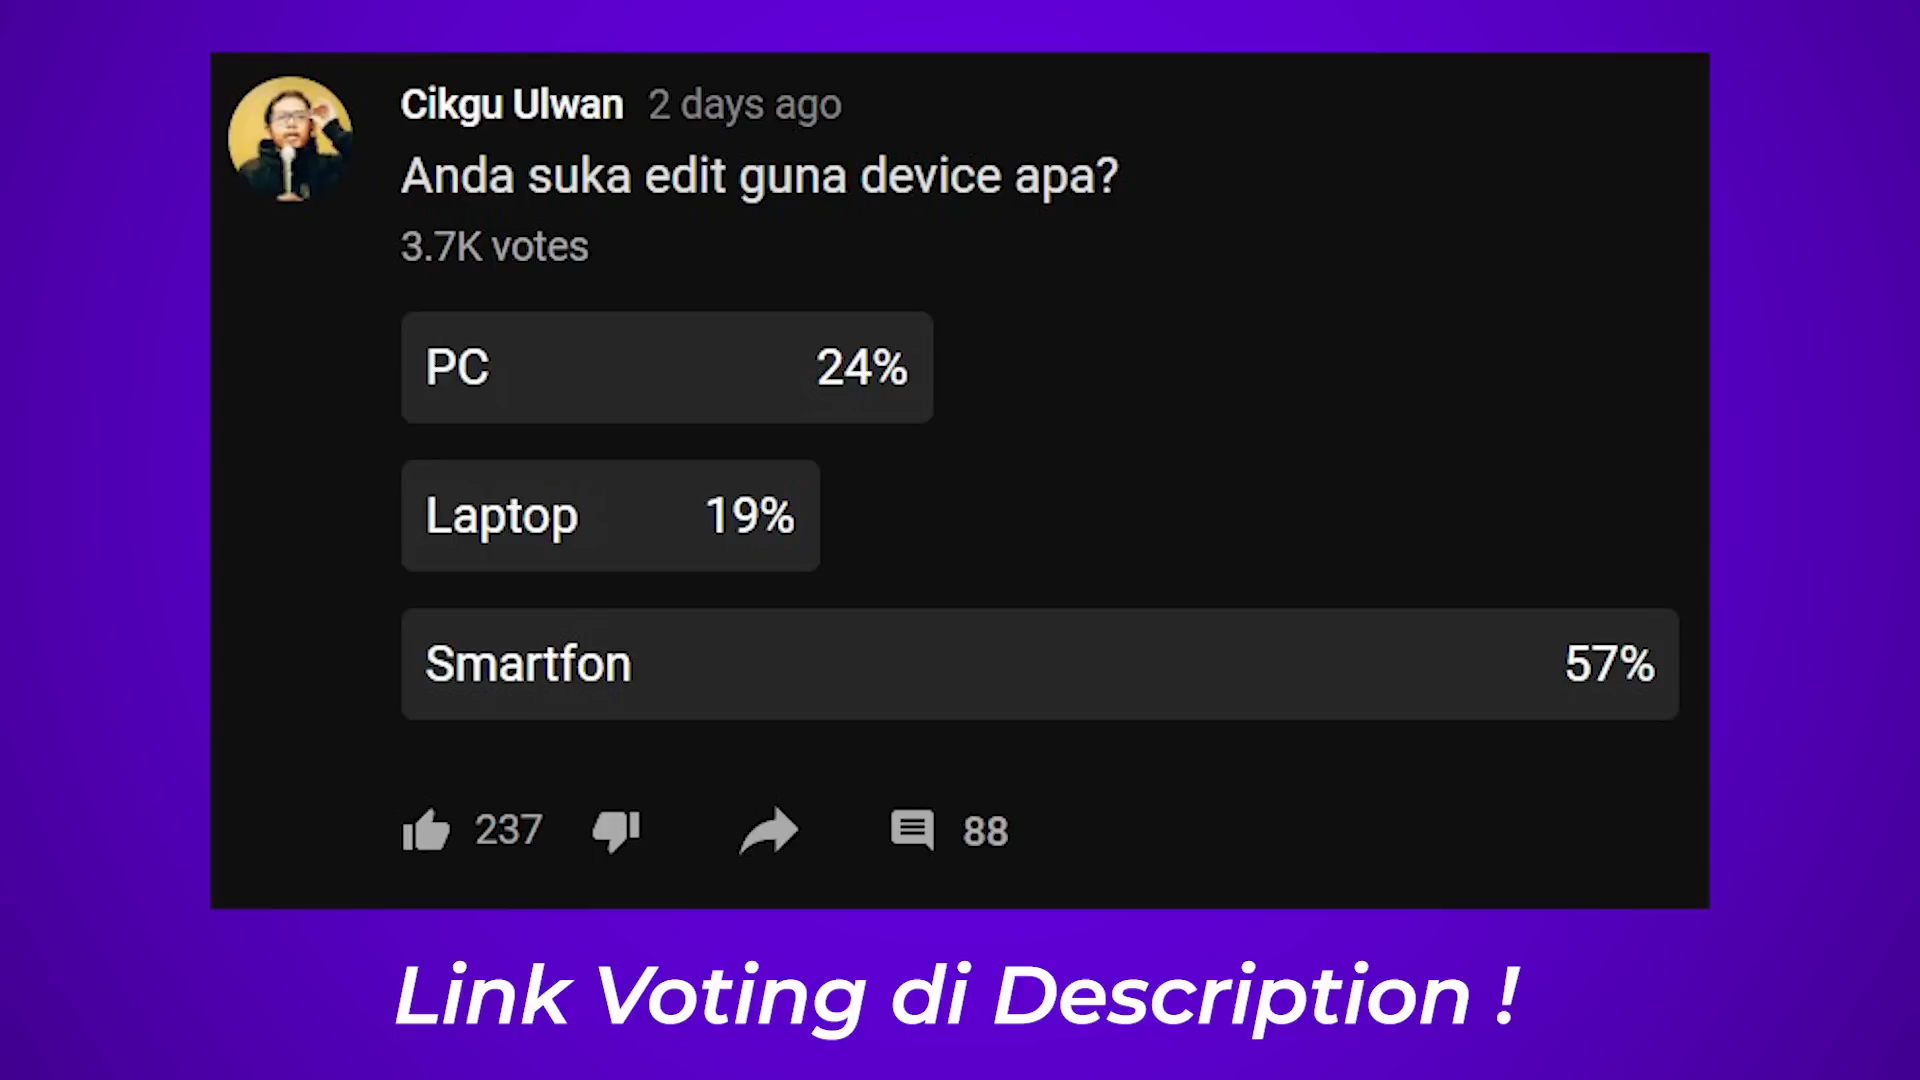 Cikgu Ulwan 2 days ago
Anda suka edit guna device apa?
3.7K votes
PC 24%
Laptop 19%
Smartfon 57%
237 88
Link Voting di Description !